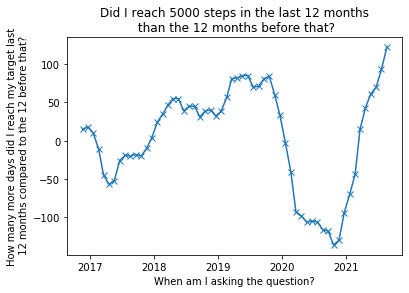 Did I reach 5000 steps in the last 12 months
than the 12 months before that?
How many more days did I reach my target last
12 months compared to the 12 before that?
100
50
0
−50
−100
2017 2018 2019 2020 2021
When am I asking the question?